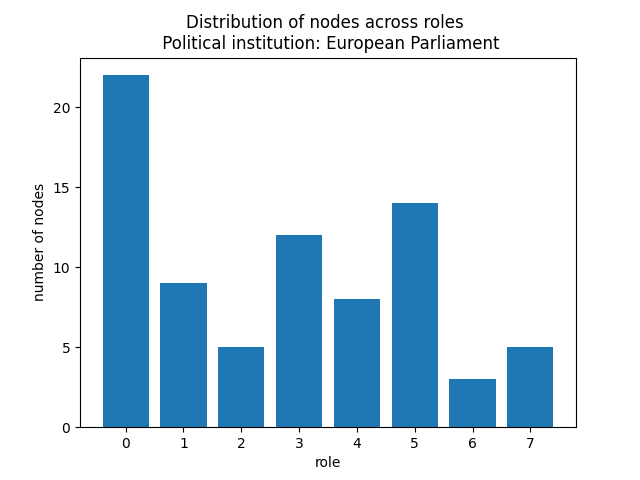 Distribution of nodes across roles
Political institution: European Parliament
number of nodes
20
15
10
5
0
0 1 2 3 4 5 6 7
role